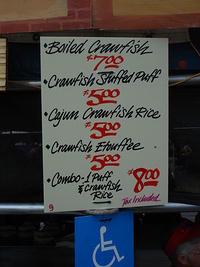 • Boiled Crawfish
$7.00
• Crawfish Stuffed Puff
$5.00
• Cajun Crawfish Rice
$5.00
• Crawfish Etouffee
$5.00
• Combo - 1 Puff,
& Crawfish
Rice
$8.00
Tax Included
9